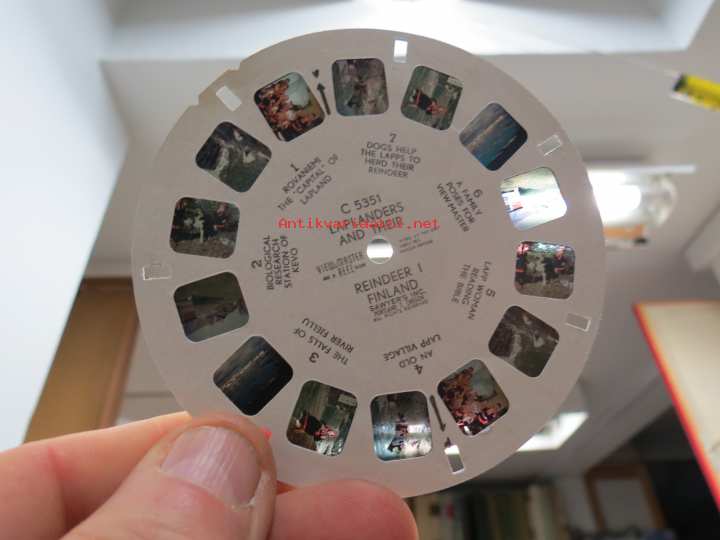 C 5351
LAPLANDERS
AND THEIR
Antikvariaatti.net
VIEW-MASTER
REEL
REINDEER I
FINLAND
SAWYER'S INC.
1
ROVANIEMI
THE "CAPITAL" OF
LAPLAND
2
BIOLOGICAL
RESEARCH
STATION OF
KEVO
3
THE FALLS OF
RIVER FJELLU
4
AN OLD
LAPP VILLAGE
5
LAPP WOMAN
READING
THE BIBLE
6
A FAMILY
POSES FOR
VIEW-MASTER
7
DOGS HELP
THE LAPPS TO
HERD THEIR
REINDEER